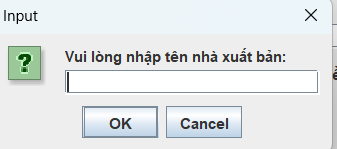 Input
Vui lòng nhập tên nhà xuất bản:
OK
Cancel